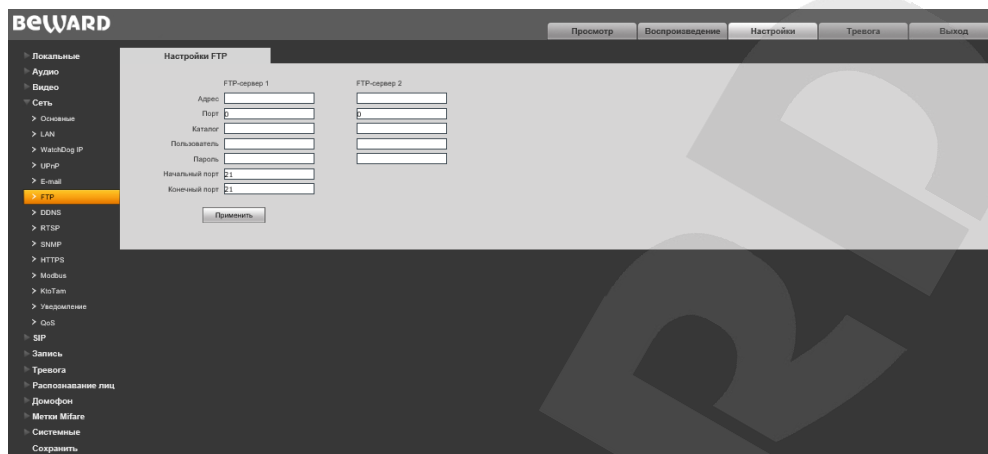 BEWARD
Просмотр Воспроизведение Настройки Тревога Выход
Локальные
Аудио
Видео
Сеть
Основные
LAN
WatchDog IP
UPnP
E-mail
FTP
DDNS
RTSP
SNMP
HTTPS
Modbus
KtoTam
Уведомление
QoS
SIP
Запись
Тревога
Распознавание лиц
Домофон
Метки Mifare
Системные
Сохранить
Настройки FTP
FTP-сервер 1 FTP-сервер 2
Адрес
Порт 0 0
Каталог
Пользователь
Пароль
Начальный порт 21
Конечный порт 21
Применить